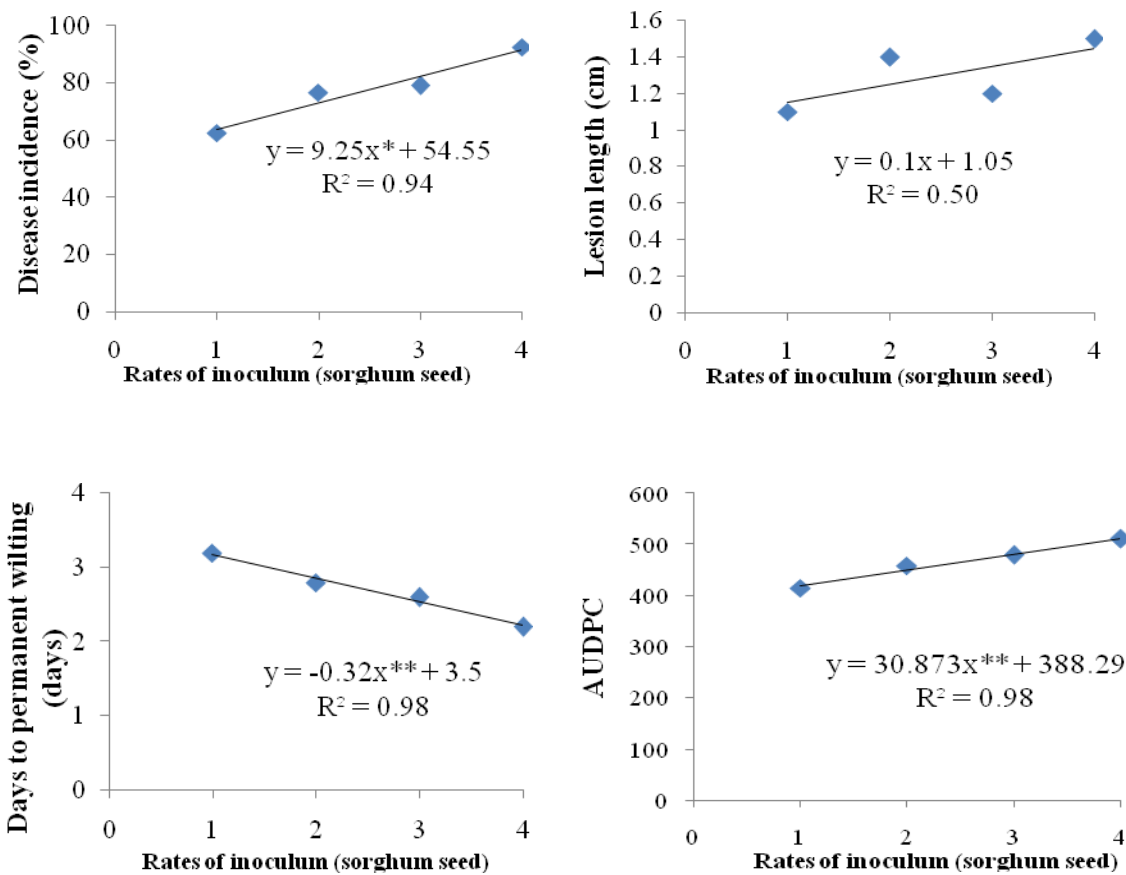 Disease incidence (%)
100
80
60
40
20
0
y = 9.25x* + 54.55
R² = 0.94
0 1 2 3 4
Rates of inoculum (sorghum seed)
Lesion length (cm)
1.6
1.4
1.2
1
0.8
0.6
0.4
0.2
0
y = 0.1x + 1.05
R² = 0.50
0 1 2 3 4
Rates of inoculum (sorghum seed)
Days to permanent wilting
(days)
4
3
2
1
0
y = -0.32x** + 3.5
R² = 0.98
0 1 2 3 4
Rates of inoculum (sorghum seed)
AUDPC
600
500
400
300
200
100
0
y = 30.873x** + 388.29
R² = 0.98
0 1 2 3 4
Rates of inoculum (sorghum seed)